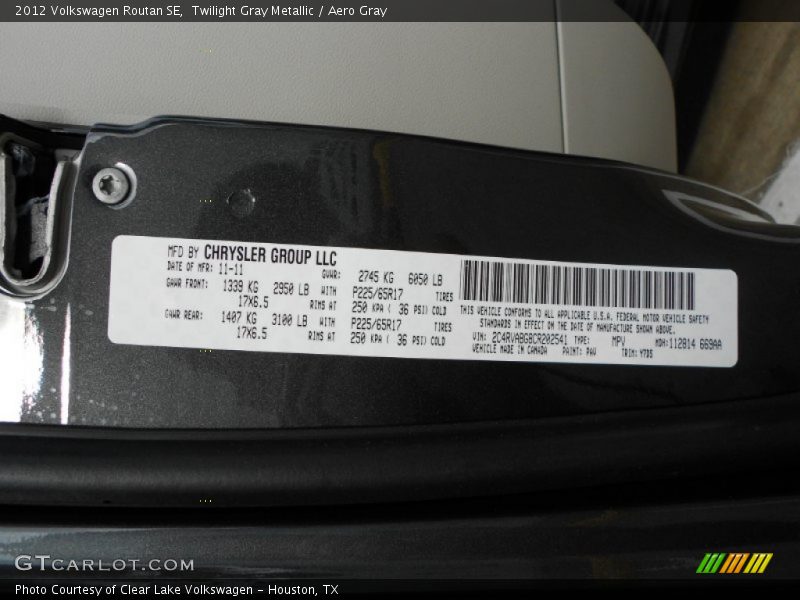 2012 Volkswagen Routan SE, Twilight Gray Metallic / Aero Gray
MFD BY CHRYSLER GROUP LLC
DATE OF MFR: 11-11 GVWR: 2745 KG 6050 LB
GAWR FRONT: 1339 KG 2950 LB WITH P225/65R17 TIRES
17X6.5 RIMS AT 250 KPA ( 36 PSI) COLD
GAWR REAR: 1407 KG 3100 LB WITH P225/65R17 TIRES
17X6.5 RIMS AT 250 KPA ( 36 PSI) COLD
THIS VEHICLE CONFORMS TO ALL APPLICABLE U.S.A. FEDERAL MOTOR VEHICLE SAFETY
STANDARDS IN EFFECT ON THE DATE OF MANUFACTURE SHOWN ABOVE.
VIN: 2C4RVABG8CR202541 TYPE: MPV MDH:112814 669AA
VEHICLE MADE IN CANADA PAINT: PAV TRIM: Y7D5
GTCARLOT.COM
Photo Courtesy of Clear Lake Volkswagen - Houston, TX